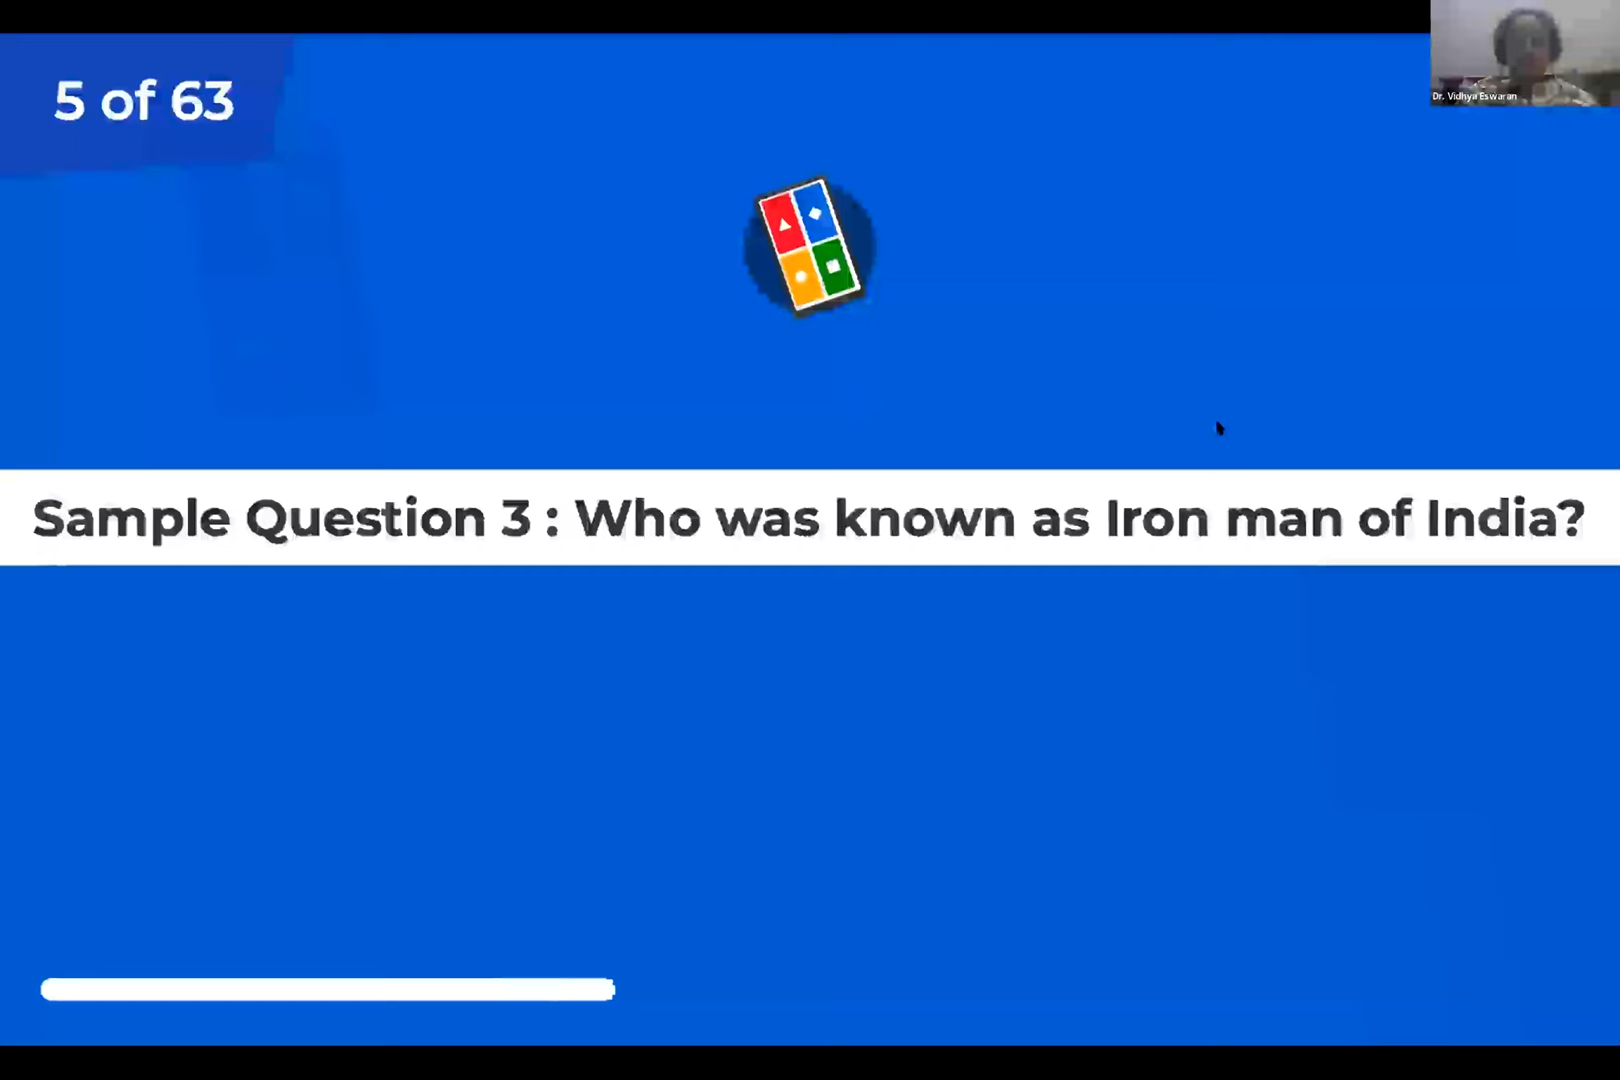 Dr. Vidhya Eswaran
5 of 63
Sample Question 3 : Who was known as Iron man of India?